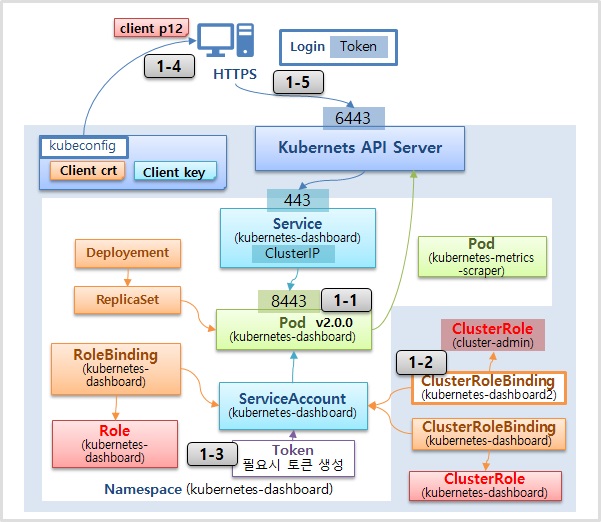 client p12
1-4
HTTPS
Login Token
1-5
6443
Kubernets API Server
kubeconfig
Client crt
Client key
443
Service
(kubernetes-dashboard)
ClusterIP
Pod
(kubernetes-metrics
-scraper)
Deployement
ReplicaSet
8443
1-1
Pod v2.0.0
(kubernetes-dashboard)
ClusterRole
(cluster-admin)
1-2
RoleBinding
(kubernetes
-dashboard)
ClusterRoleBinding
(kubernetes-dashboard2)
ServiceAccount
(kubernetes-dashboard)
ClusterRoleBinding
(kubernetes-dashboard)
Role
(kubernetes
-dashboard)
1-3
Token
필요시 토큰 생성
ClusterRole
(kubernetes-dashboard)
Namespace (kubernetes-dashboard)